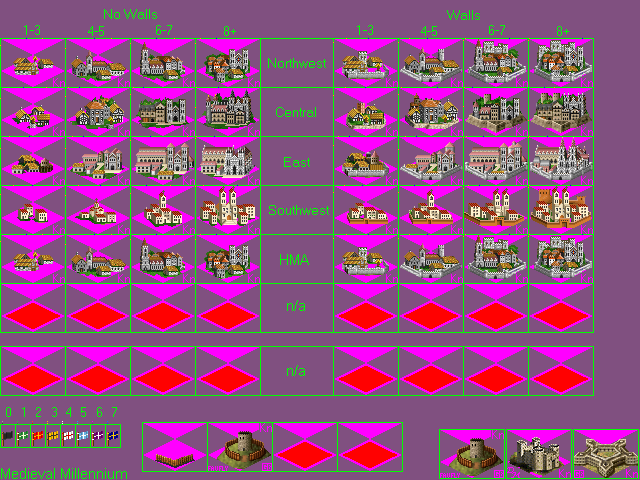 No Walls Walls
1-3 4-5 6-7 8+ 1-3 4-5 6-7 8+
Northwest
Central
East
Southwest
HMA
n/a
n/a
0 1 2 3 4 5 6 7
Medieval Millennium